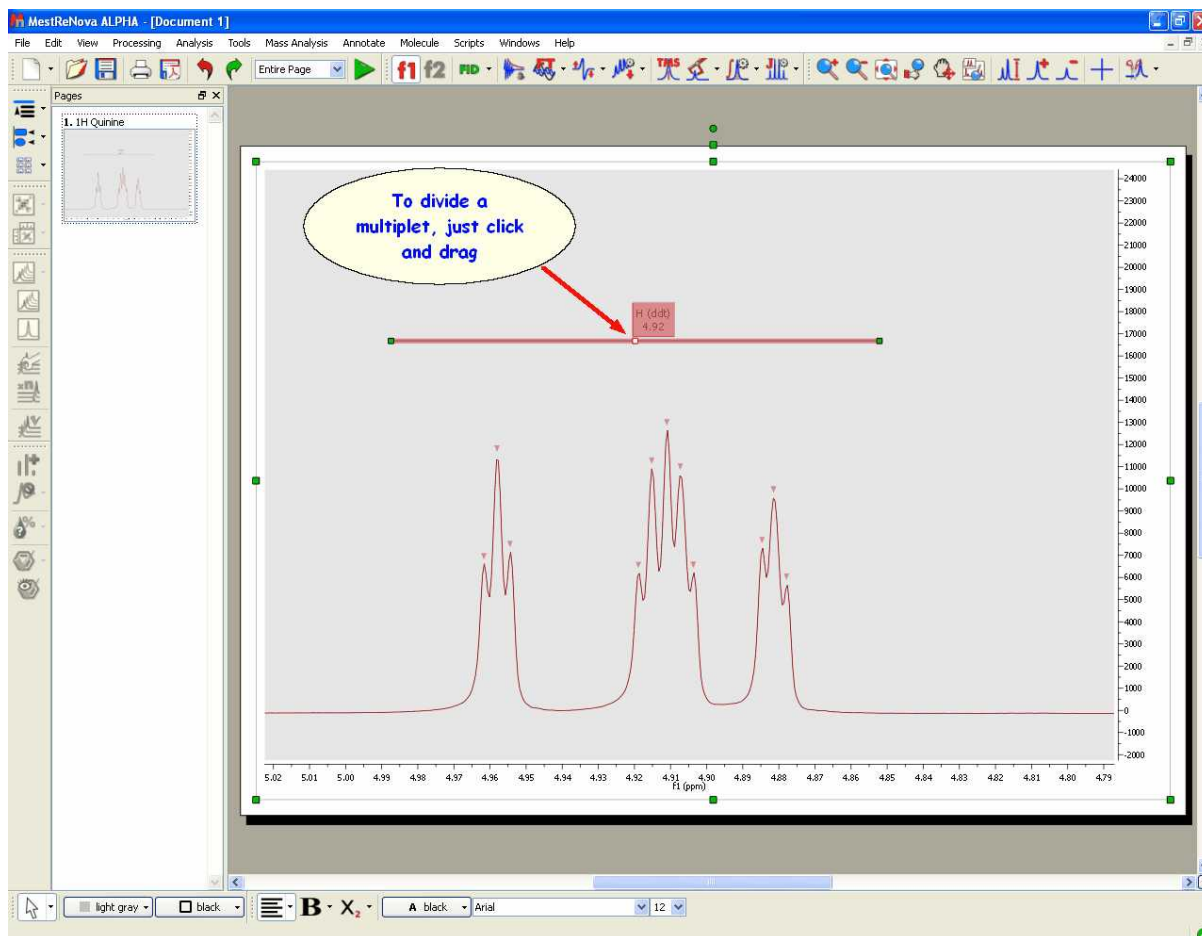 MestReNova ALPHA - [Document 1]
File Edit View Processing Analysis Tools Mass Analysis Annotate Molecule Scripts Windows Help
Entire Page f1 f2 FID TMS
Pages
1. 1H Quinine
To divide a
multiplet, just click
and drag
H (ddt)
4.92
24000
23000
22000
21000
20000
19000
18000
17000
16000
15000
14000
13000
12000
11000
10000
9000
8000
7000
6000
5000
4000
3000
2000
1000
0
-1000
-2000
5.02 5.01 5.00 4.99 4.98 4.97 4.96 4.95 4.94 4.93 4.92 4.91 4.90 4.89 4.88 4.87 4.86 4.85 4.84 4.83 4.82 4.81 4.80 4.79
f1 (ppm)
light gray black B X2 A black Arial 12